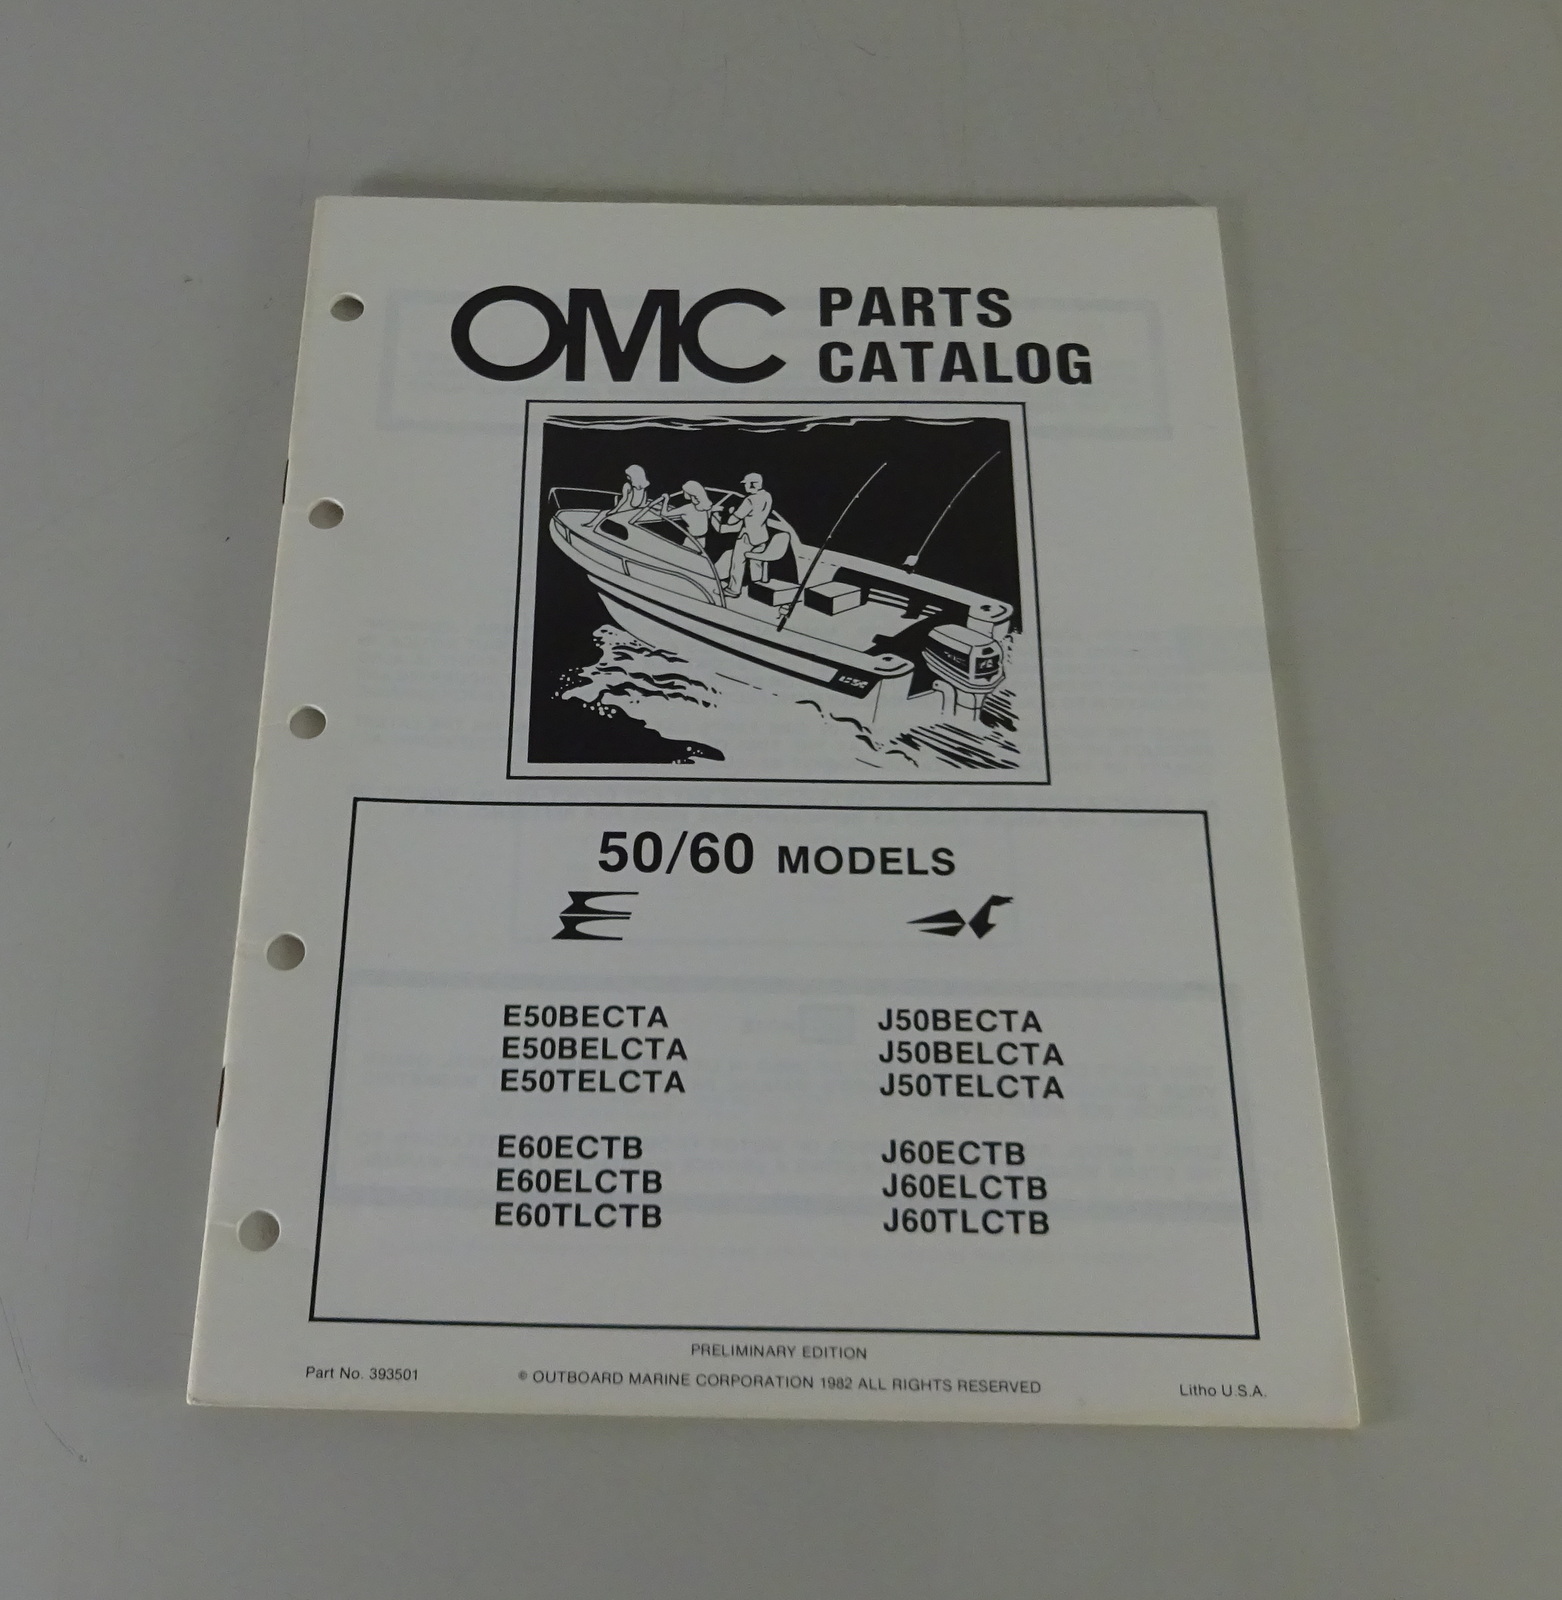 OMC PARTS
CATALOG
50/60 MODELS
E50BECTA
E50BELCTA
E50TELCTA
E60ECTB
E60ELCTB
E60TLCTB
J50BECTA
J50BELCTA
J50TELCTA
J60ECTB
J60ELCTB
J60TLCTB
PRELIMINARY EDITION
Part No. 393501
© OUTBOARD MARINE CORPORATION 1982 ALL RIGHTS RESERVED
Litho U.S.A.